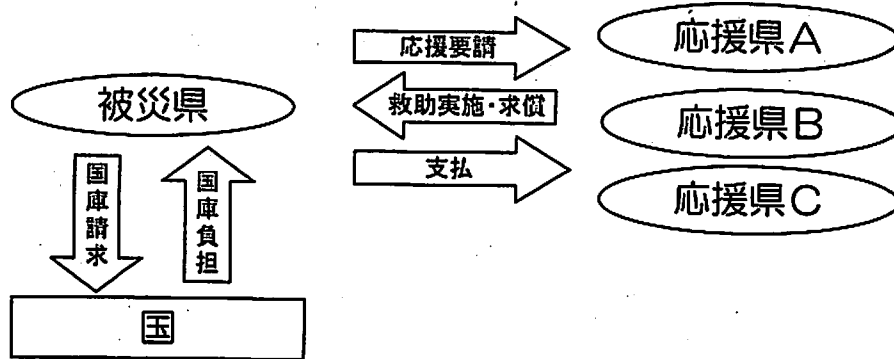 応援要請
応援県A
被災県
救助実施・求償
応援県B
支払
応援県C
国庫請求
国庫負担
国